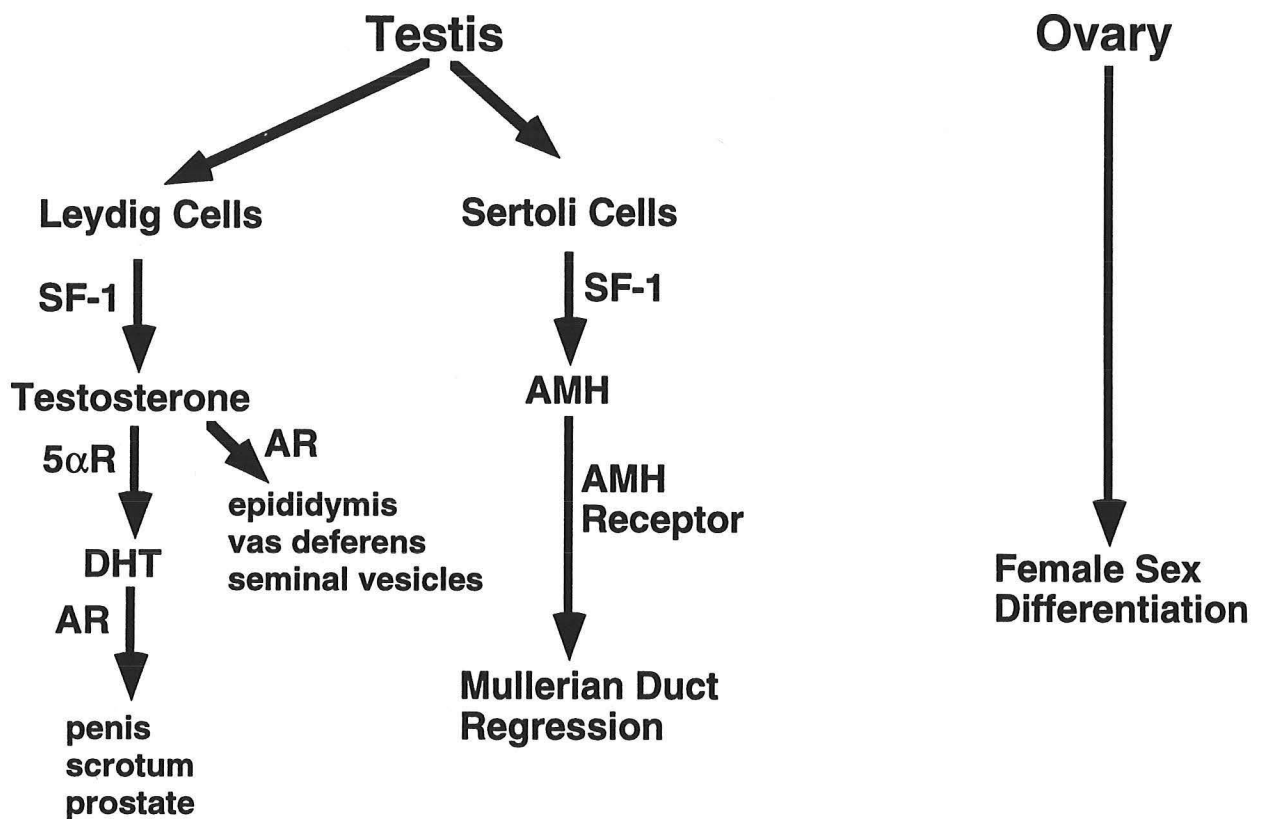 Testis
Ovary
Leydig Cells
Sertoli Cells
SF-1
SF-1
Testosterone
AMH
5αR
AR
epididymis
vas deferens
seminal vesicles
AMH
Receptor
DHT
AR
Female Sex
Differentiation
Mullerian Duct
Regression
penis
scrotum
prostate